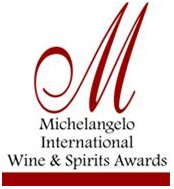 M
Michelangelo
International
Wine & Spirits Awards